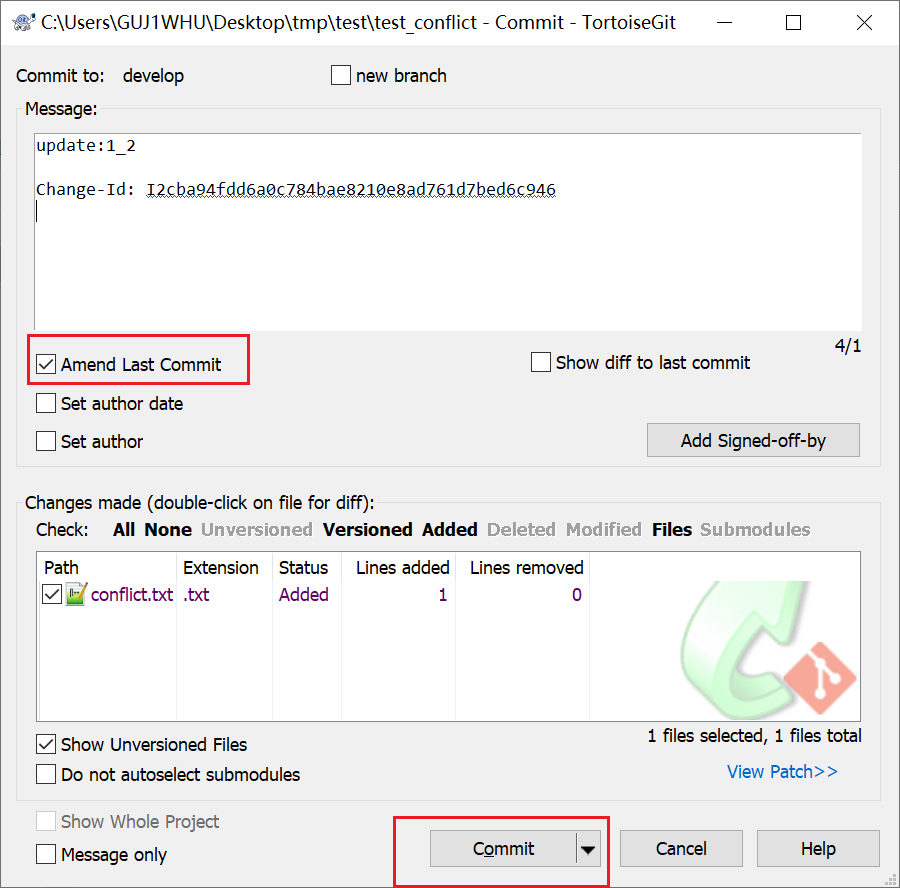 C:\Users\GUJ1WHU\Desktop\tmp\test\test_conflict - Commit - TortoiseGit
Commit to: develop new branch
Message:
update:1_2
Change-Id: I2cba94fdd6a0c784bae8210e8ad761d7bed6c946
4/1
Amend Last Commit Show diff to last commit
Set author date
Set author Add Signed-off-by
Changes made (double-click on file for diff):
Check: All None Unversioned Versioned Added Deleted Modified Files Submodules
Path Extension Status Lines added Lines removed
conflict.txt .txt Added 1 0
Show Unversioned Files 1 files selected, 1 files total
Do not autoselect submodules View Patch>>
Show Whole Project
Message only Commit Cancel Help